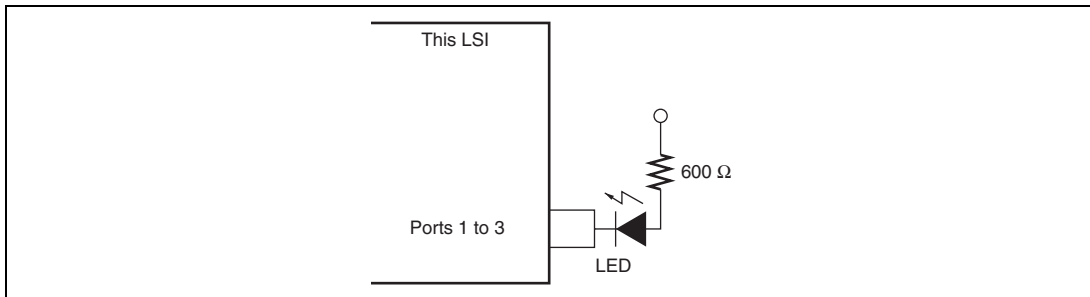 This LSI
600 Ω
Ports 1 to 3
LED